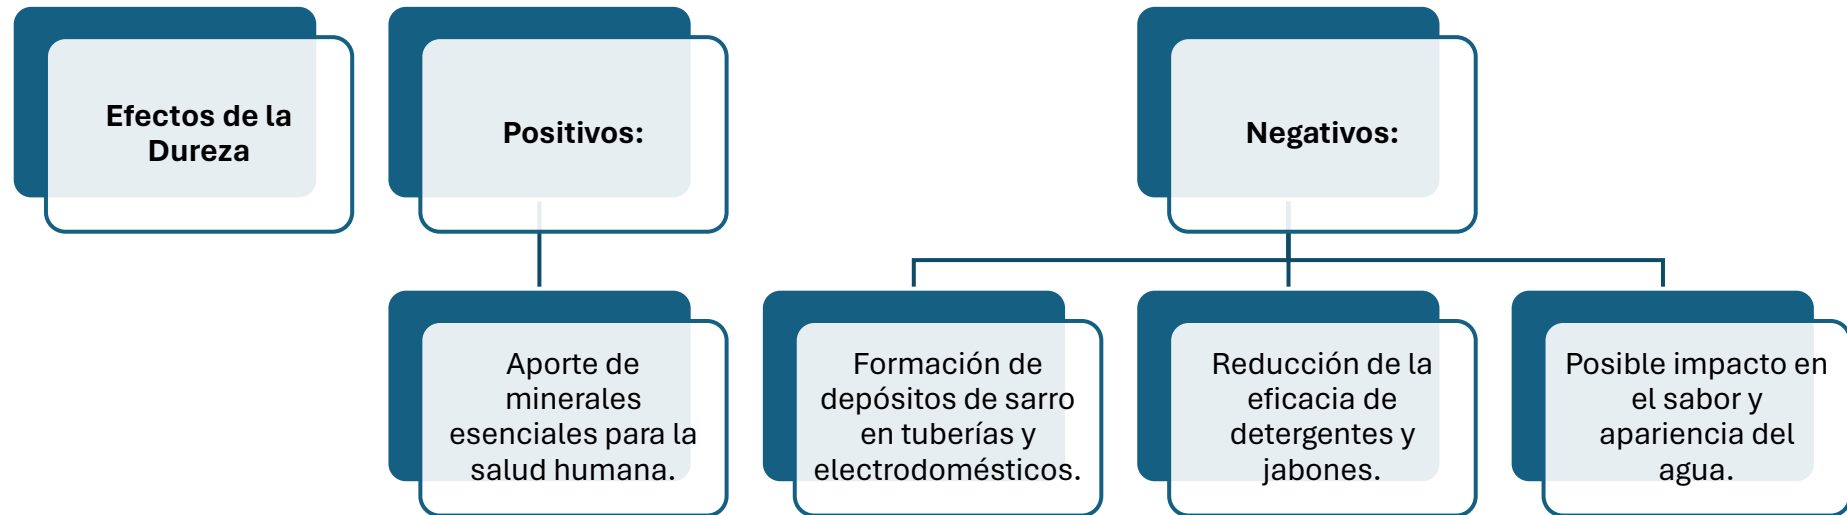 Efectos de la
Dureza
Positivos:
Negativos:
Aporte de
minerales
esenciales para la
salud humana.
Formación de
depósitos de sarro
en tuberías y
electrodomésticos.
Reducción de la
eficacia de
detergentes y
jabones.
Posible impacto en
el sabor y
apariencia del
agua.